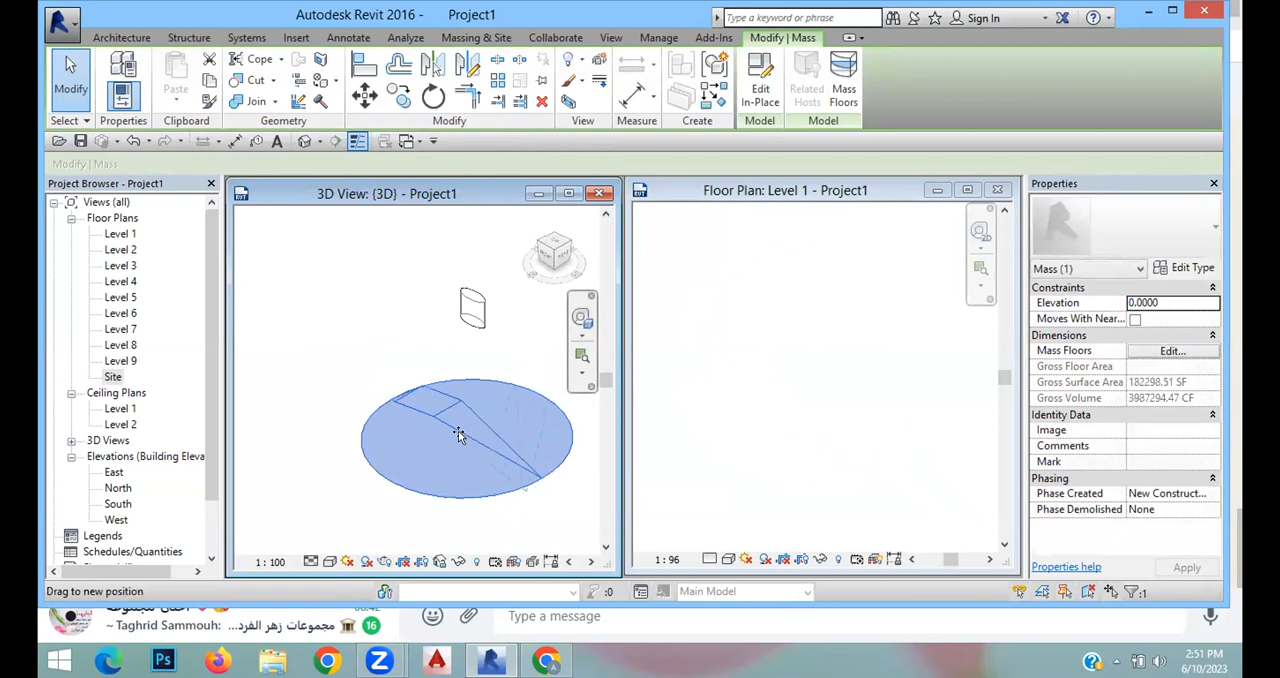 Autodesk Revit 2016 - Project1
Type a keyword or phrase
Sign In
Architecture Structure Systems Insert Annotate Analyze Massing & Site Collaborate View Manage Add-Ins Modify | Mass
Modify
Paste
Cope
Cut
Join
Edit In-Place
Related Hosts
Mass Floors
Select Properties Clipboard Geometry Modify View Measure Create Model Model
Modify | Mass
Project Browser - Project1
Views (all)
Floor Plans
Level 1
Level 2
Level 3
Level 4
Level 5
Level 6
Level 7
Level 8
Level 9
Site
Ceiling Plans
Level 1
Level 2
3D Views
Elevations (Building Eleva
East
North
South
West
Legends
Schedules/Quantities
3D View: {3D} - Project1
1 : 100
Floor Plan: Level 1 - Project1
2D
1 : 96
Properties
Mass (1)
Edit Type
Constraints
Elevation 0.0000
Moves With Near...
Dimensions
Mass Floors Edit...
Gross Floor Area
Gross Surface Area 182298.51 SF
Gross Volume 3987294.47 CF
Identity Data
Image
Comments
Mark
Phasing
Phase Created New Construct...
Phase Demolished None
Properties help
Apply
Drag to new position
:0
Main Model
:1
~ Taghrid Sammouh: مجموعات زهر الفرد...
16
Type a message
Ps
Z
A
R
2:51 PM
6/10/2023